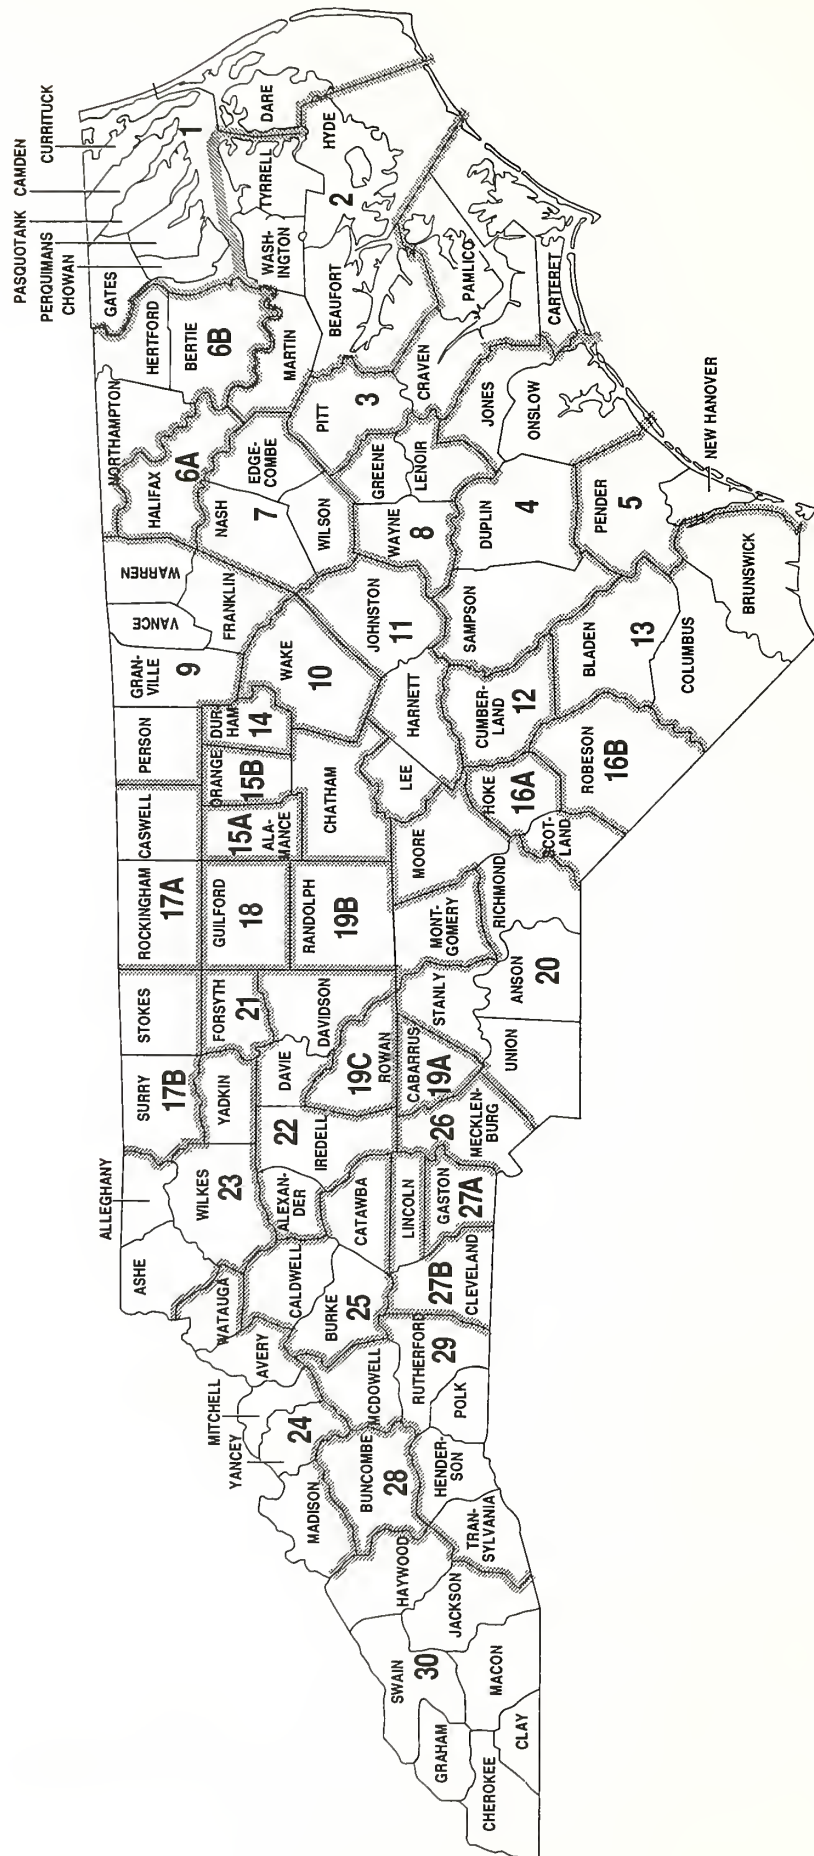 PASQUOTANK
CAMDEN
CURRITUCK
PERQUIMANS
CHOWAN
GATES
1
DARE
TYRRELL
HYDE
2
WASH-
INGTON
BEAUFORT
MARTIN
HERTFORD
BERTIE
6B
NORTHAMPTON
HALIFAX
6A
PAMLICO
CARTERET
CRAVEN
PITT
3
EDGE-
COMBE
NASH
7
WILSON
GREENE
LENOIR
WAYNE
8
JONES
ONSLOW
DUPLIN
4
SAMPSON
PENDER
5
NEW HANOVER
BRUNSWICK
COLUMBUS
BLADEN
13
WARREN
VANCE
FRANKLIN
GRAN-
VILLE
9
PERSON
WAKE
10
JOHNSTON
11
HARNETT
LEE
CUMBER-
LAND
12
DUR-
HAM
14
ORANGE
15B
15A
ALA-
MANCE
CHATHAM
HOKE
16A
SCOT-
LAND
ROBESON
16B
CASWELL
ROCKINGHAM
17A
GUILFORD
18
RANDOLPH
19B
MOORE
MONT-
GOMERY
RICHMOND
STANLY
ANSON
20
UNION
STOKES
SURRY
17B
FORSYTH
21
YADKIN
DAVIE
DAVIDSON
19C
ROWAN
CABARRUS
19A
22
IREDELL
ALEXAN-
DER
26
MECKLEN-
BURG
ALLEGHANY
ASHE
WILKES
23
WATAUGA
CALDWELL
CATAWBA
BURKE
25
LINCOLN
GASTON
27A
27B
CLEVELAND
MITCHELL
YANCEY
AVERY
24
MADISON
MCDOWELL
RUTHERFORD
29
POLK
BUNCOMBE
28
HENDER-
SON
TRAN-
SYLVANIA
HAYWOOD
JACKSON
SWAIN
30
MACON
GRAHAM
CHEROKEE
CLAY